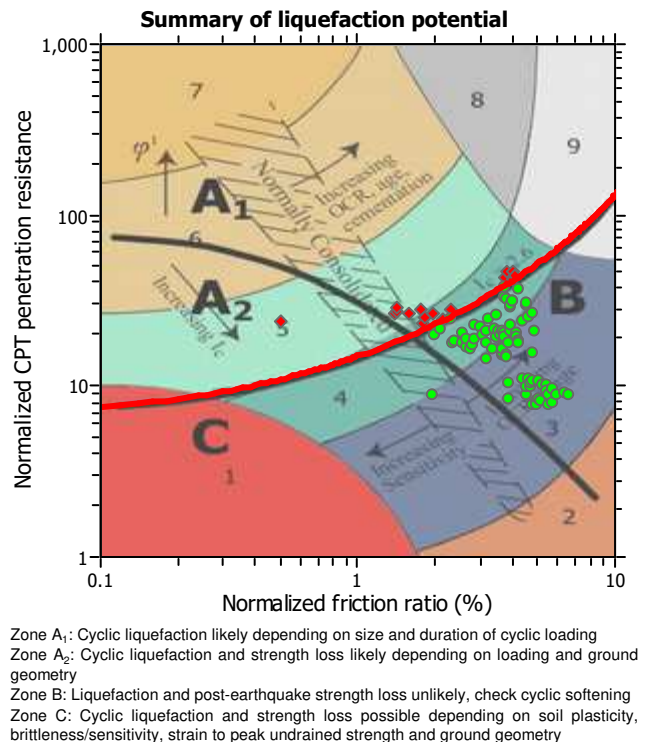 Summary of liquefaction potential
Normalized CPT penetration resistance
1,000
100
10
1
7
8
9
φ'
A1
Increasing
OCR, age,
cementation
Normally Consolidated
6
A2
Increasing Ic
5
2.6
B
4
C
1
Increasing
Sensitivity
3
2
0.1
1
10
Normalized friction ratio (%)
Zone A1: Cyclic liquefaction likely depending on size and duration of cyclic loading
Zone A2: Cyclic liquefaction and strength loss likely depending on loading and ground
geometry
Zone B: Liquefaction and post-earthquake strength loss unlikely, check cyclic softening
Zone C: Cyclic liquefaction and strength loss possible depending on soil plasticity,
brittleness/sensitivity, strain to peak undrained strength and ground geometry